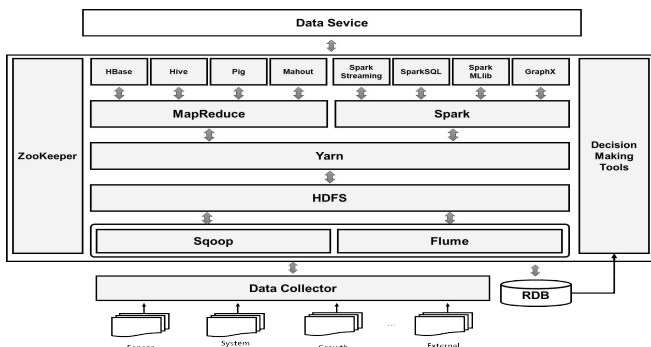 Data Sevice
HBase
Hive
Pig
Mahout
Spark
Streaming
SparkSQL
Spark
MLlib
GraphX
MapReduce
Spark
ZooKeeper
Yarn
Decision
Making
Tools
HDFS
Sqoop
Flume
Data Collector
RDB
System
...
External